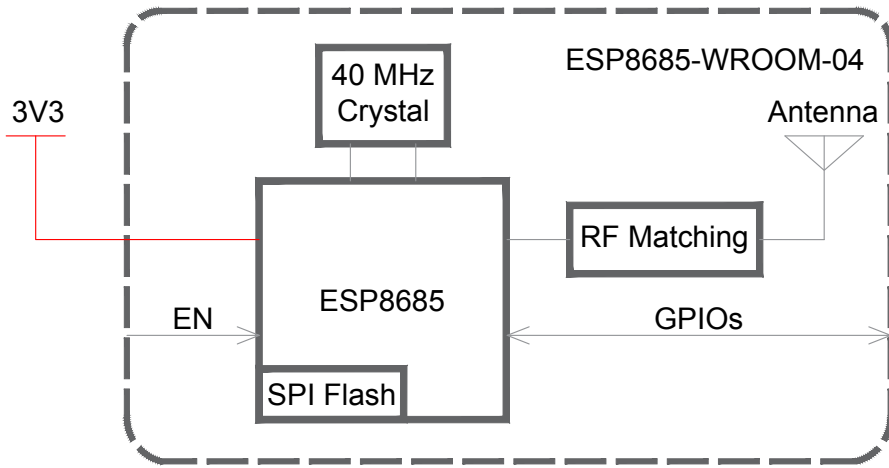 ESP8685-WROOM-04
40 MHz
Crystal
3V3
Antenna
RF Matching
ESP8685
EN
GPIOs
SPI Flash